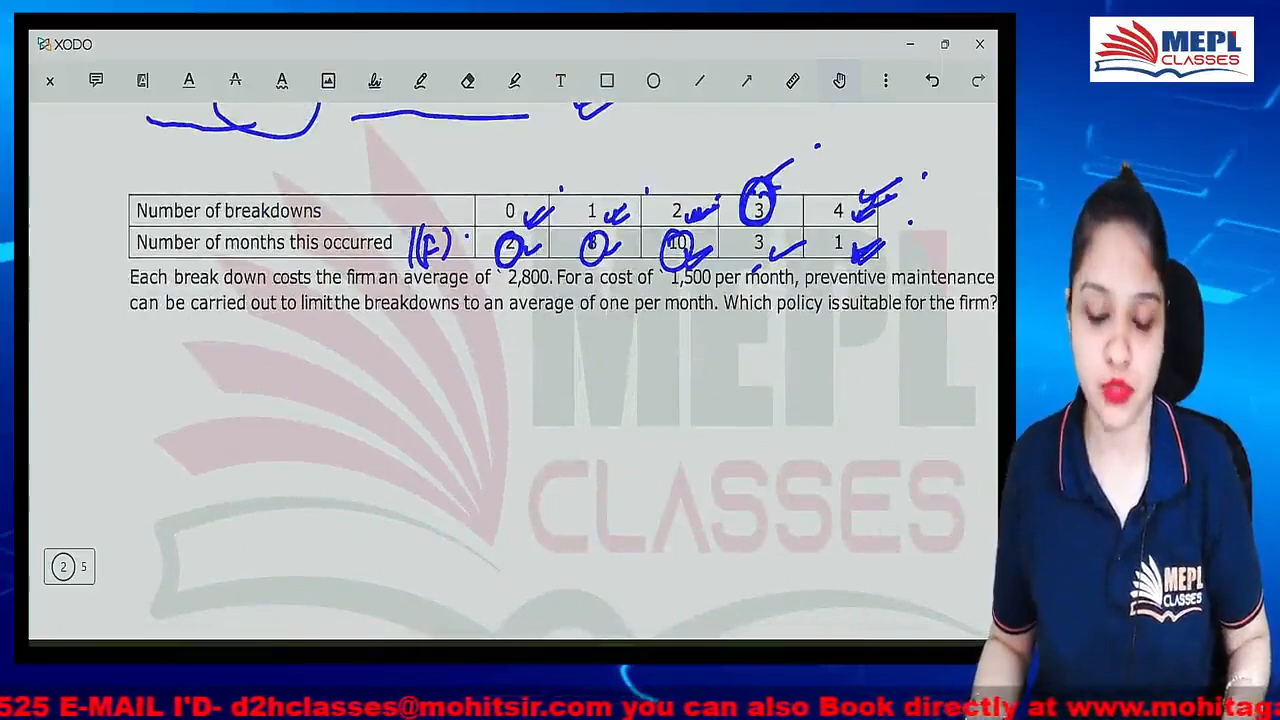 XODO
MEPL
CLASSES
Number of breakdowns 0 1 2 3 4
Number of months this occurred (f) 2 8 10 3 1
Each break down costs the firm an average of ` 2,800. For a cost of ` 1,500 per month, preventive maintenance
can be carried out to limit the breakdowns to an average of one per month. Which policy is suitable for the firm?
MEPL
CLASSES
2 5
MEPL
CLASSES
525 E-MAIL I'D- d2hclasses@mohitsir.com you can also Book directly at www.mohitag